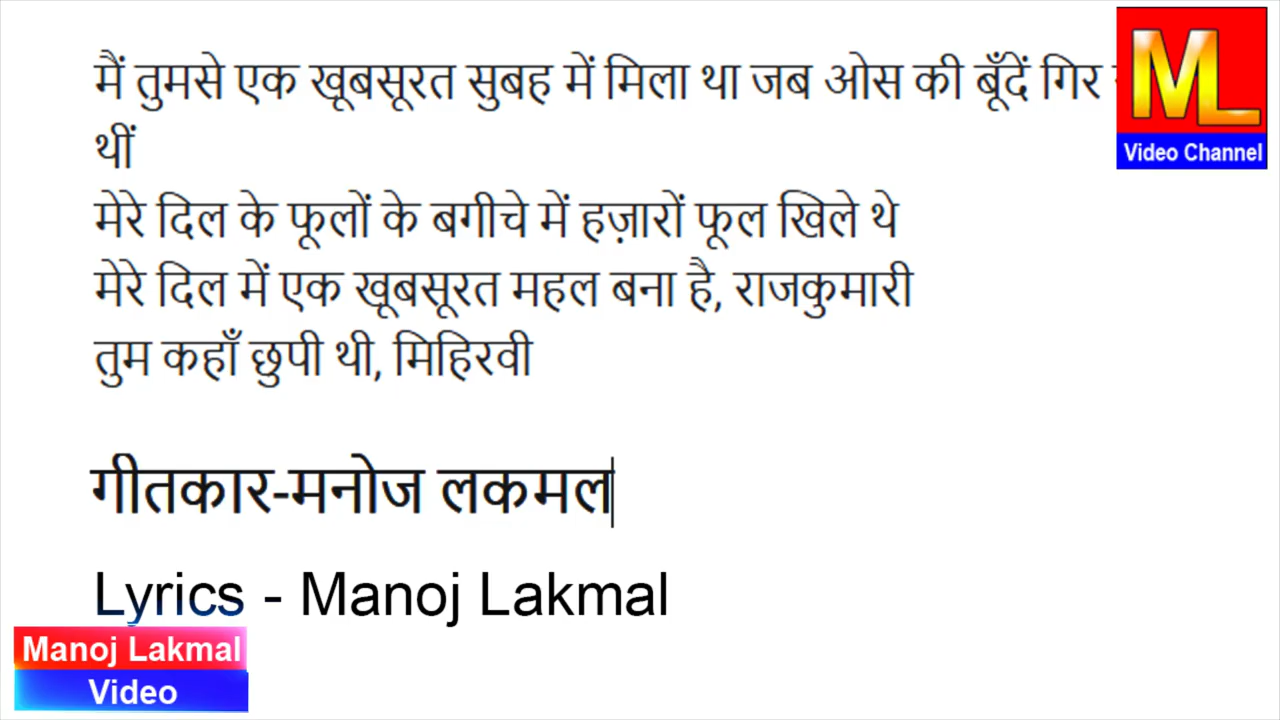 मैं तुमसे एक खूबसूरत सुबह में मिला था जब ओस की बूँदें गिर
थीं
मेरे दिल के फूलों के बगीचे में हज़ारों फूल खिले थे
मेरे दिल में एक खूबसूरत महल बना है, राजकुमारी
तुम कहाँ छुपी थी, मिहिरवी
गीतकार-मनोज लकमल
Lyrics - Manoj Lakmal
ML
Video Channel
Manoj Lakmal
Video